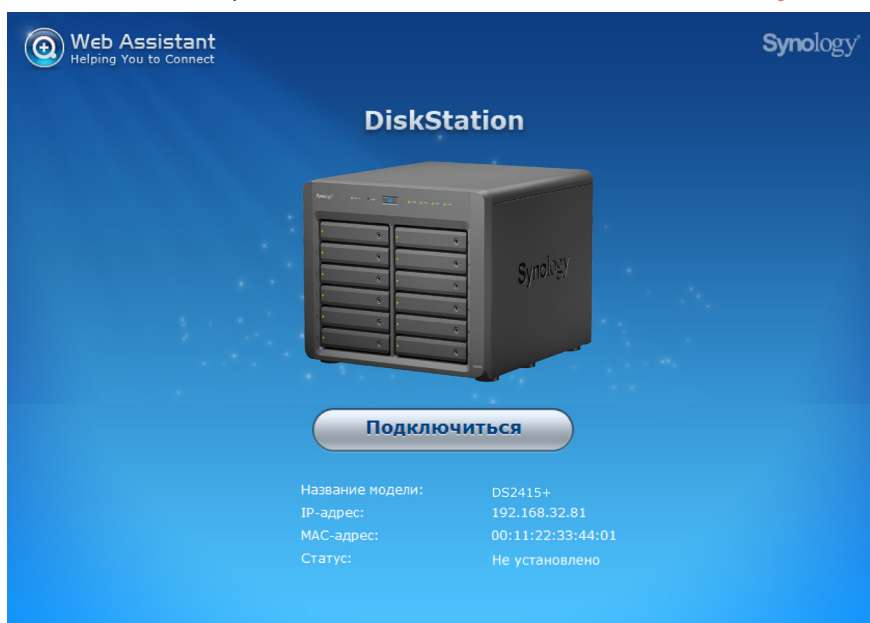 Web Assistant
Helping You to Connect
Synology
DiskStation
Synology
Synology
Подключиться
Название модели: DS2415+
IP-адрес: 192.168.32.81
MAC-адрес: 00:11:22:33:44:01
Статус: Не установлено